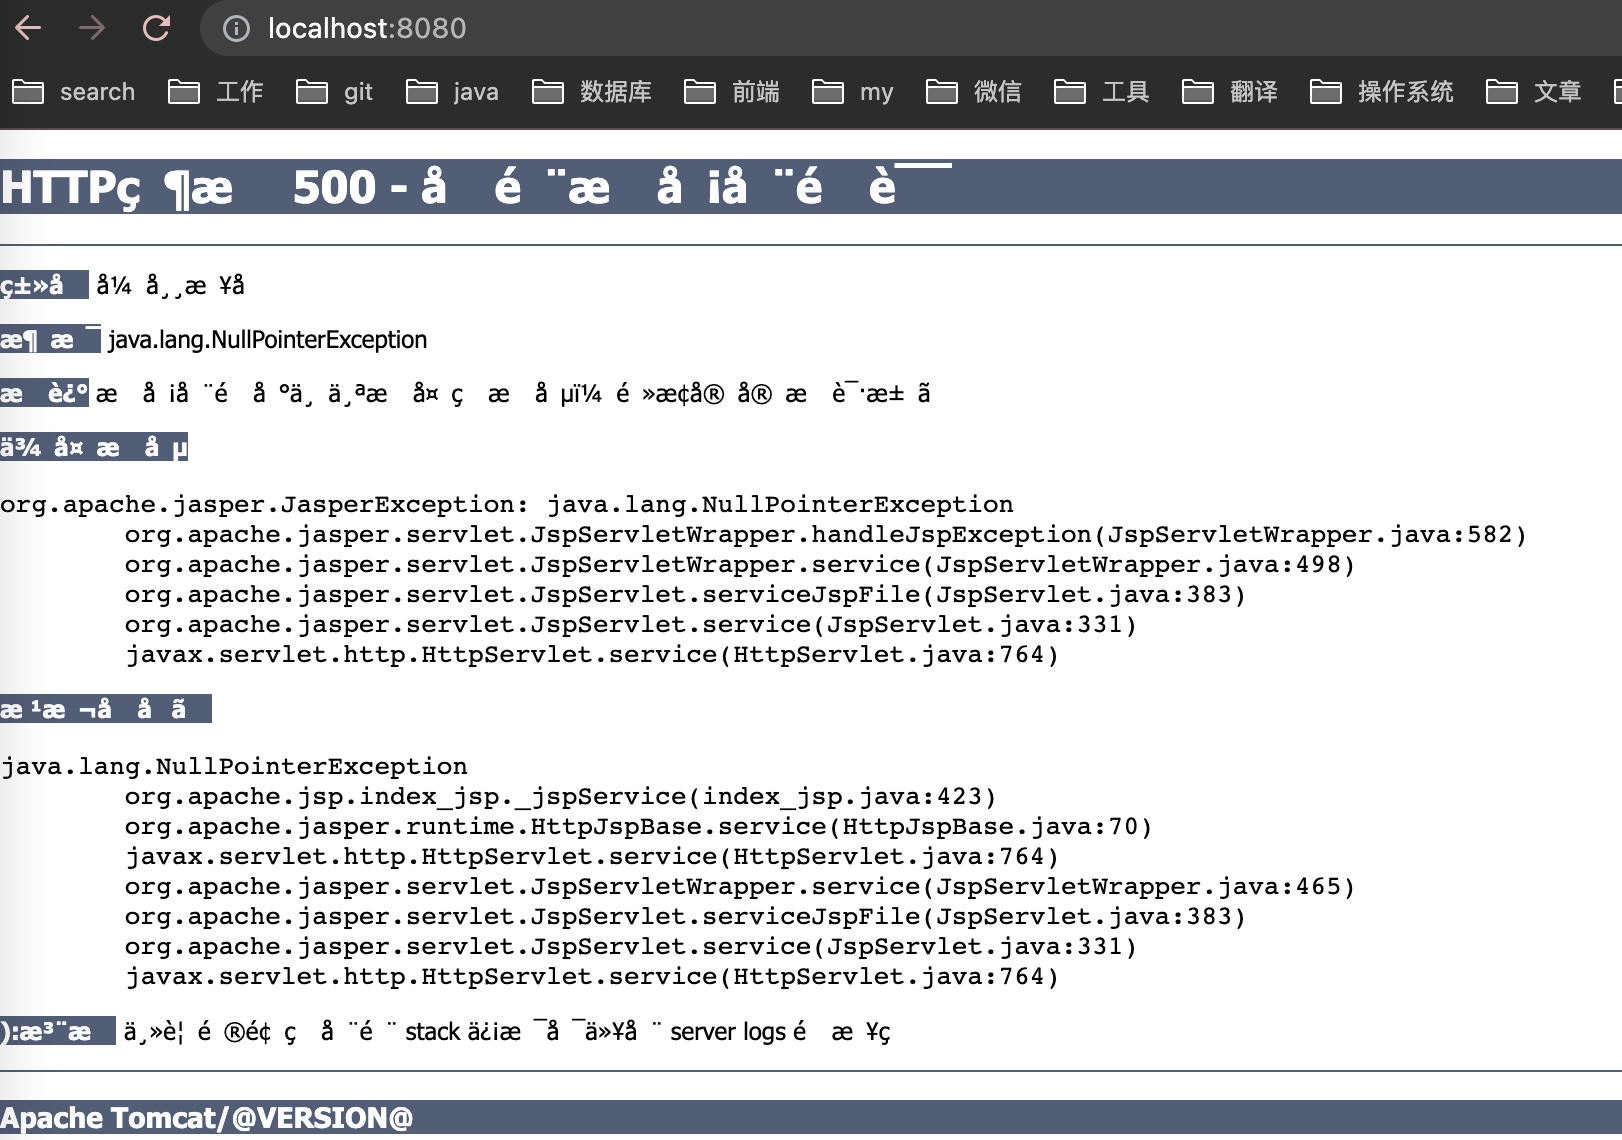 localhost:8080
search 工作 git java 数据库 前端 my 微信 工具 翻译 操作系统 文章
HTTPç ¶æ 500 - å é ¨æ å ¡å ¨é è¯¯
ç±»å å¼ å¸¸æ ¥å
æ¶ æ ¯ java.lang.NullPointerException
æ è¿° æ å ¡å ¨é å °ä¸ ä¸ªæ å¤ ç æ å µï¼ é »æ¢å® å® æ è¯·æ± ã
ä¾ å¤ æ å µ
org.apache.jasper.JasperException: java.lang.NullPointerException
org.apache.jasper.servlet.JspServletWrapper.handleJspException(JspServletWrapper.java:582)
org.apache.jasper.servlet.JspServletWrapper.service(JspServletWrapper.java:498)
org.apache.jasper.servlet.JspServlet.serviceJspFile(JspServlet.java:383)
org.apache.jasper.servlet.JspServlet.service(JspServlet.java:331)
javax.servlet.http.HttpServlet.service(HttpServlet.java:764)
æ ¹æ ¬å å ã
java.lang.NullPointerException
org.apache.jsp.index_jsp._jspService(index_jsp.java:423)
org.apache.jasper.runtime.HttpJspBase.service(HttpJspBase.java:70)
javax.servlet.http.HttpServlet.service(HttpServlet.java:764)
org.apache.jasper.servlet.JspServletWrapper.service(JspServletWrapper.java:465)
org.apache.jasper.servlet.JspServlet.serviceJspFile(JspServlet.java:383)
org.apache.jasper.servlet.JspServlet.service(JspServlet.java:331)
javax.servlet.http.HttpServlet.service(HttpServlet.java:764)
):æ³¨æ ä¸»è¦ é ®é¢ ç å ¨é ¨ stack ä¿¡æ ¯å ¯ä»¥å ¨ server logs é æ ¥ç
Apache Tomcat/@VERSION@